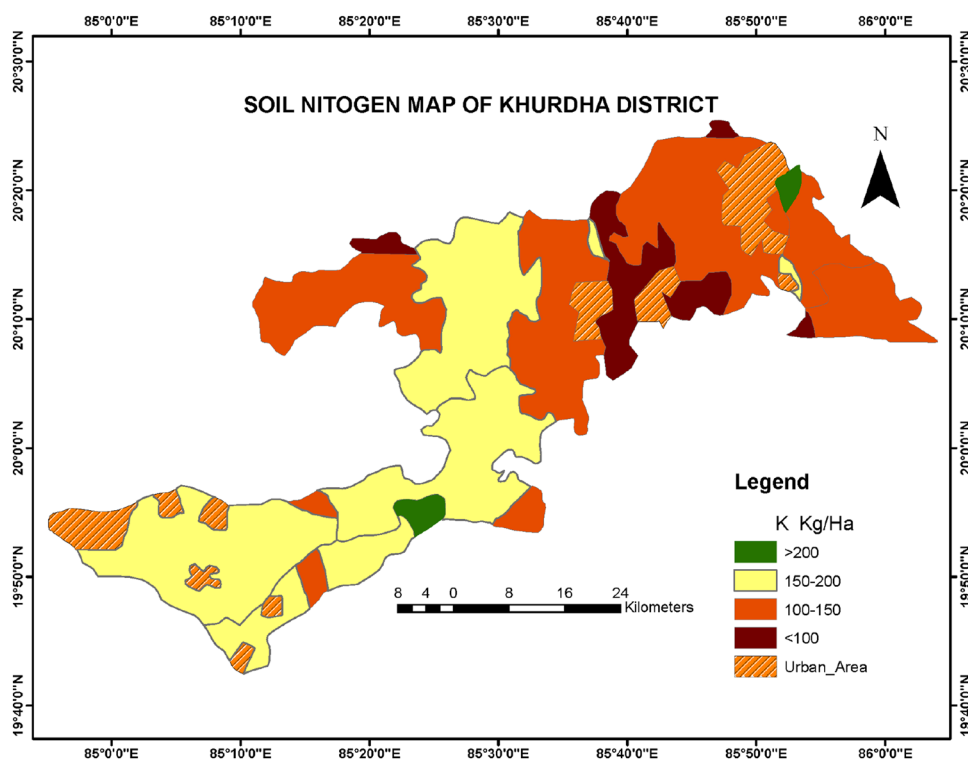 85°0'0"E 85°10'0"E 85°20'0"E 85°30'0"E 85°40'0"E 85°50'0"E 86°0'0"E
20°30'0"N
20°30'0"N
SOIL NITOGEN MAP OF KHURDHA DISTRICT
N
20°20'0"N
20°20'0"N
20°10'0"N
20°10'0"N
20°0'0"N
20°0'0"N
Legend
K Kg/Ha
>200
150-200
100-150
<100
Urban_Area
19°50'0"N
19°50'0"N
8 4 0 8 16 24
Kilometers
19°40'0"N
19°40'0"N
85°0'0"E 85°10'0"E 85°20'0"E 85°30'0"E 85°40'0"E 85°50'0"E 86°0'0"E